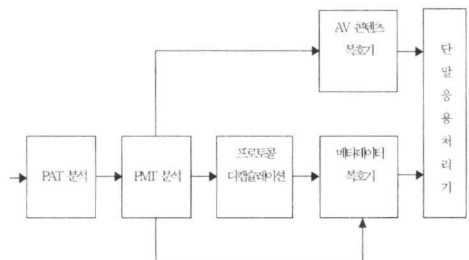 AV 콘텐츠
복호기
단
말
응
용
처
리
기
PAT 분석
PMT 분석
프로토콜
디캡슐레이션
메타데이터
복호기